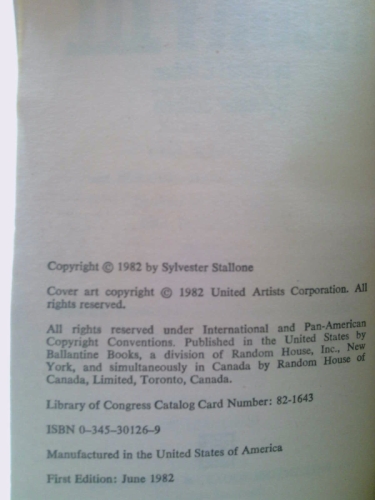 Copyright © 1982 by Sylvester Stallone
Cover art copyright © 1982 United Artists Corporation. All
rights reserved.
All rights reserved under International and Pan-American
Copyright Conventions. Published in the United States by
Ballantine Books, a division of Random House, Inc., New
York, and simultaneously in Canada by Random House of
Canada, Limited, Toronto, Canada.
Library of Congress Catalog Card Number: 82-1643
ISBN 0-345-30126-9
Manufactured in the United States of America
First Edition: June 1982